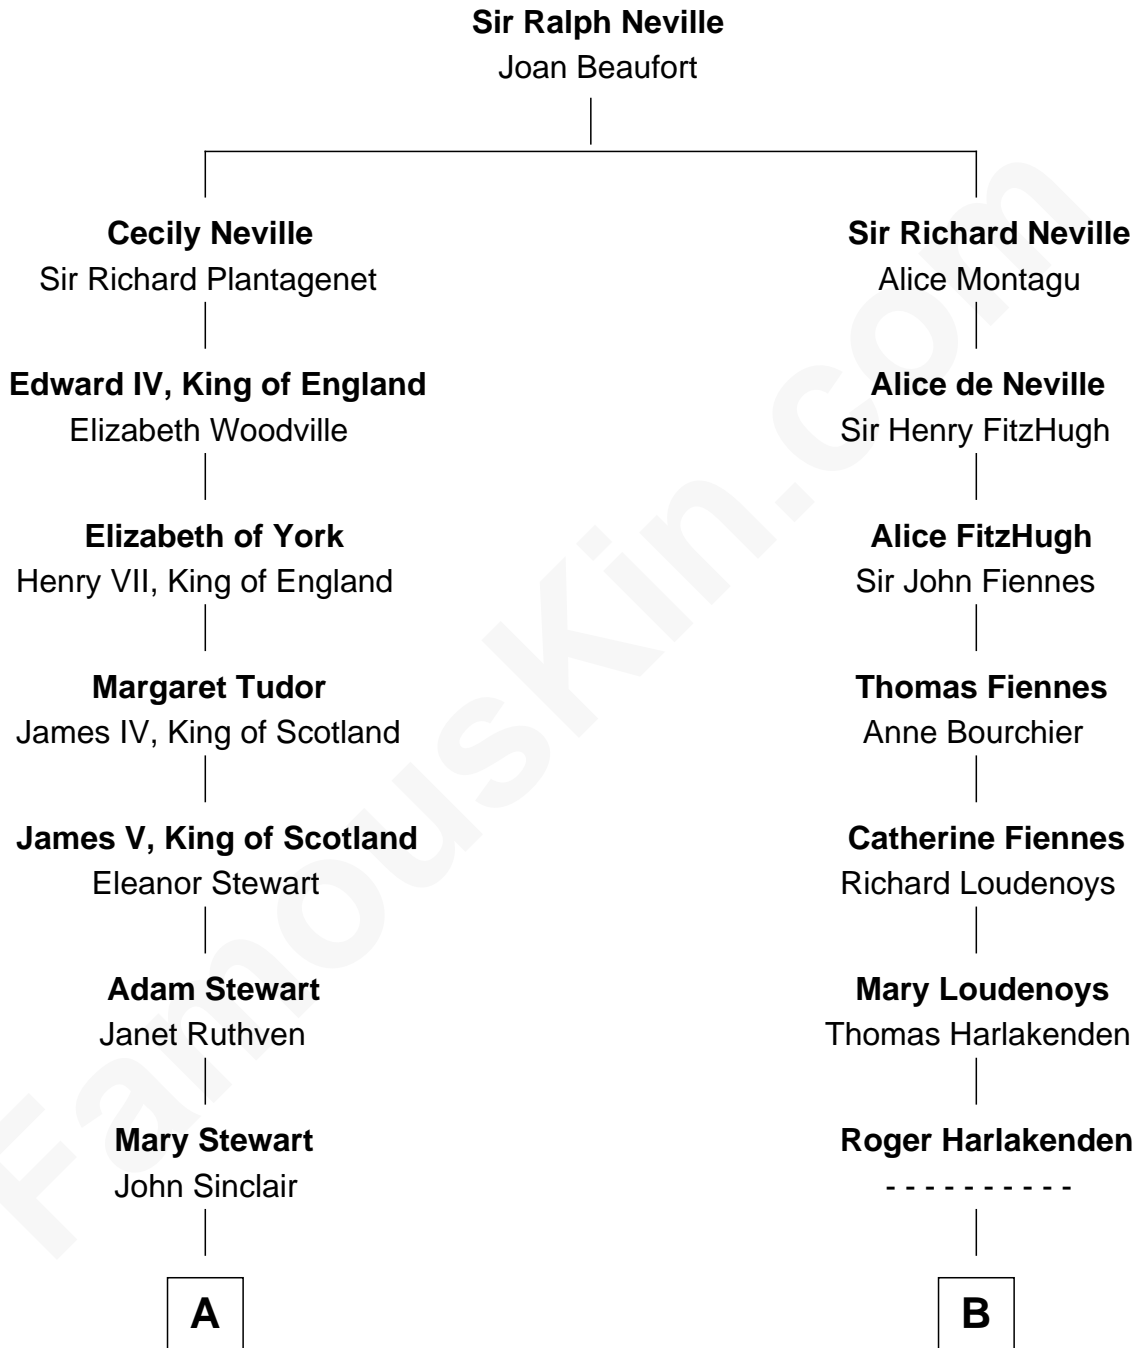 Sir Ralph Neville
Joan Beaufort
Cecily Neville
Sir Richard Plantagenet
Sir Richard Neville
Alice Montagu
Edward IV, King of England
Elizabeth Woodville
Alice de Neville
Sir Henry FitzHugh
Elizabeth of York
Henry VII, King of England
Alice FitzHugh
Sir John Fiennes
Margaret Tudor
James IV, King of Scotland
Thomas Fiennes
Anne Bourchier
James V, King of Scotland
Eleanor Stewart
Catherine Fiennes
Richard Loudenoys
Adam Stewart
Janet Ruthven
Mary Loudenoys
Thomas Harlakenden
Mary Stewart
John Sinclair
Roger Harlakenden
- - - - - - - - - -
A
B
FamousKin.com